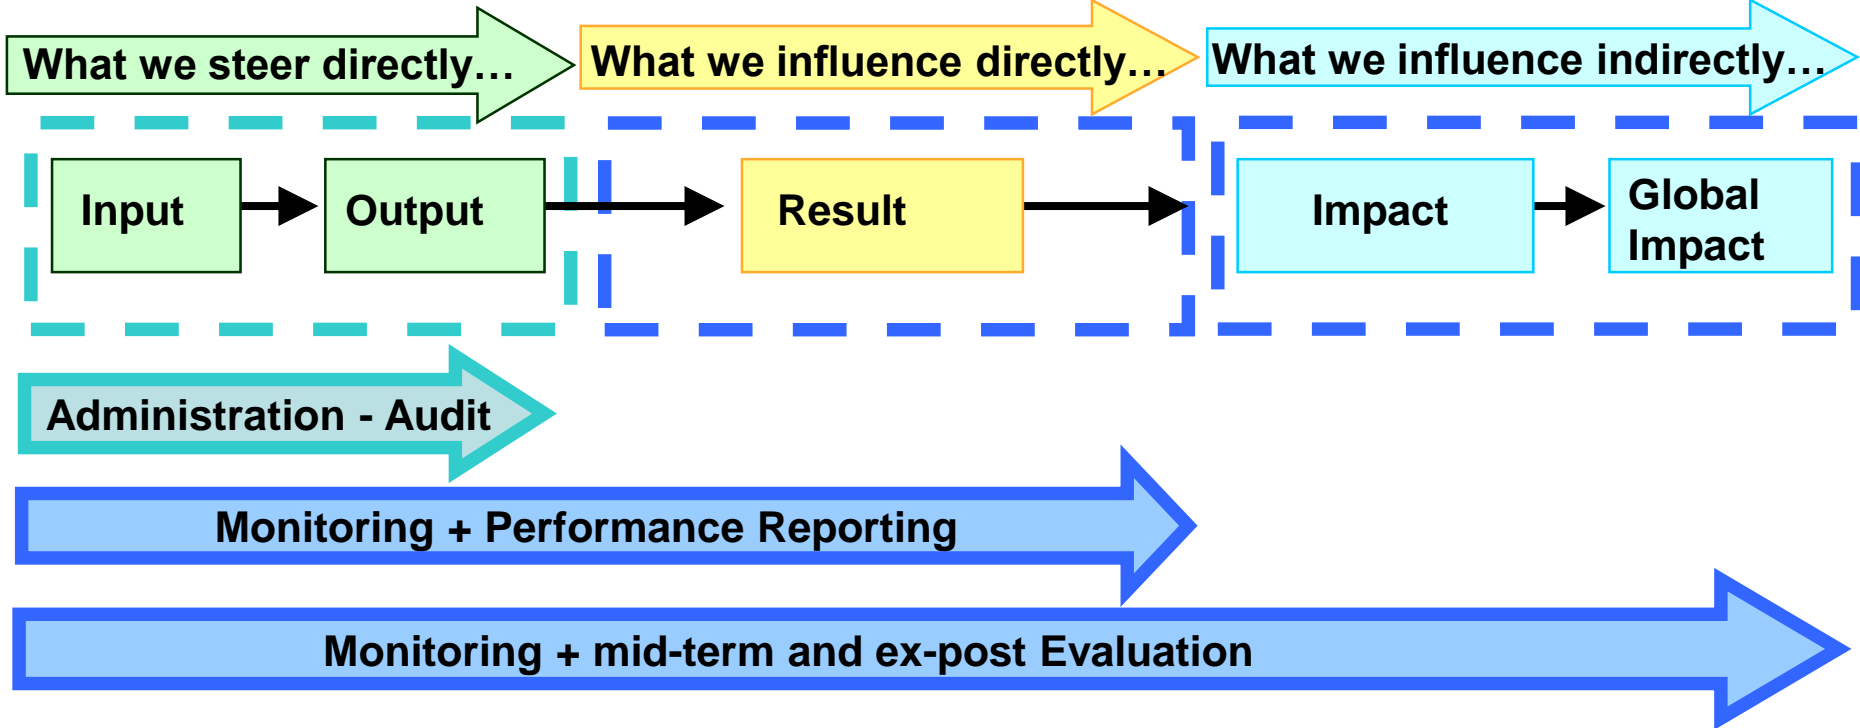 What we steer directly…
What we influence directly…
What we influence indirectly…
Input
Output
Result
Impact
Global
Impact
Administration - Audit
Monitoring + Performance Reporting
Monitoring + mid-term and ex-post Evaluation